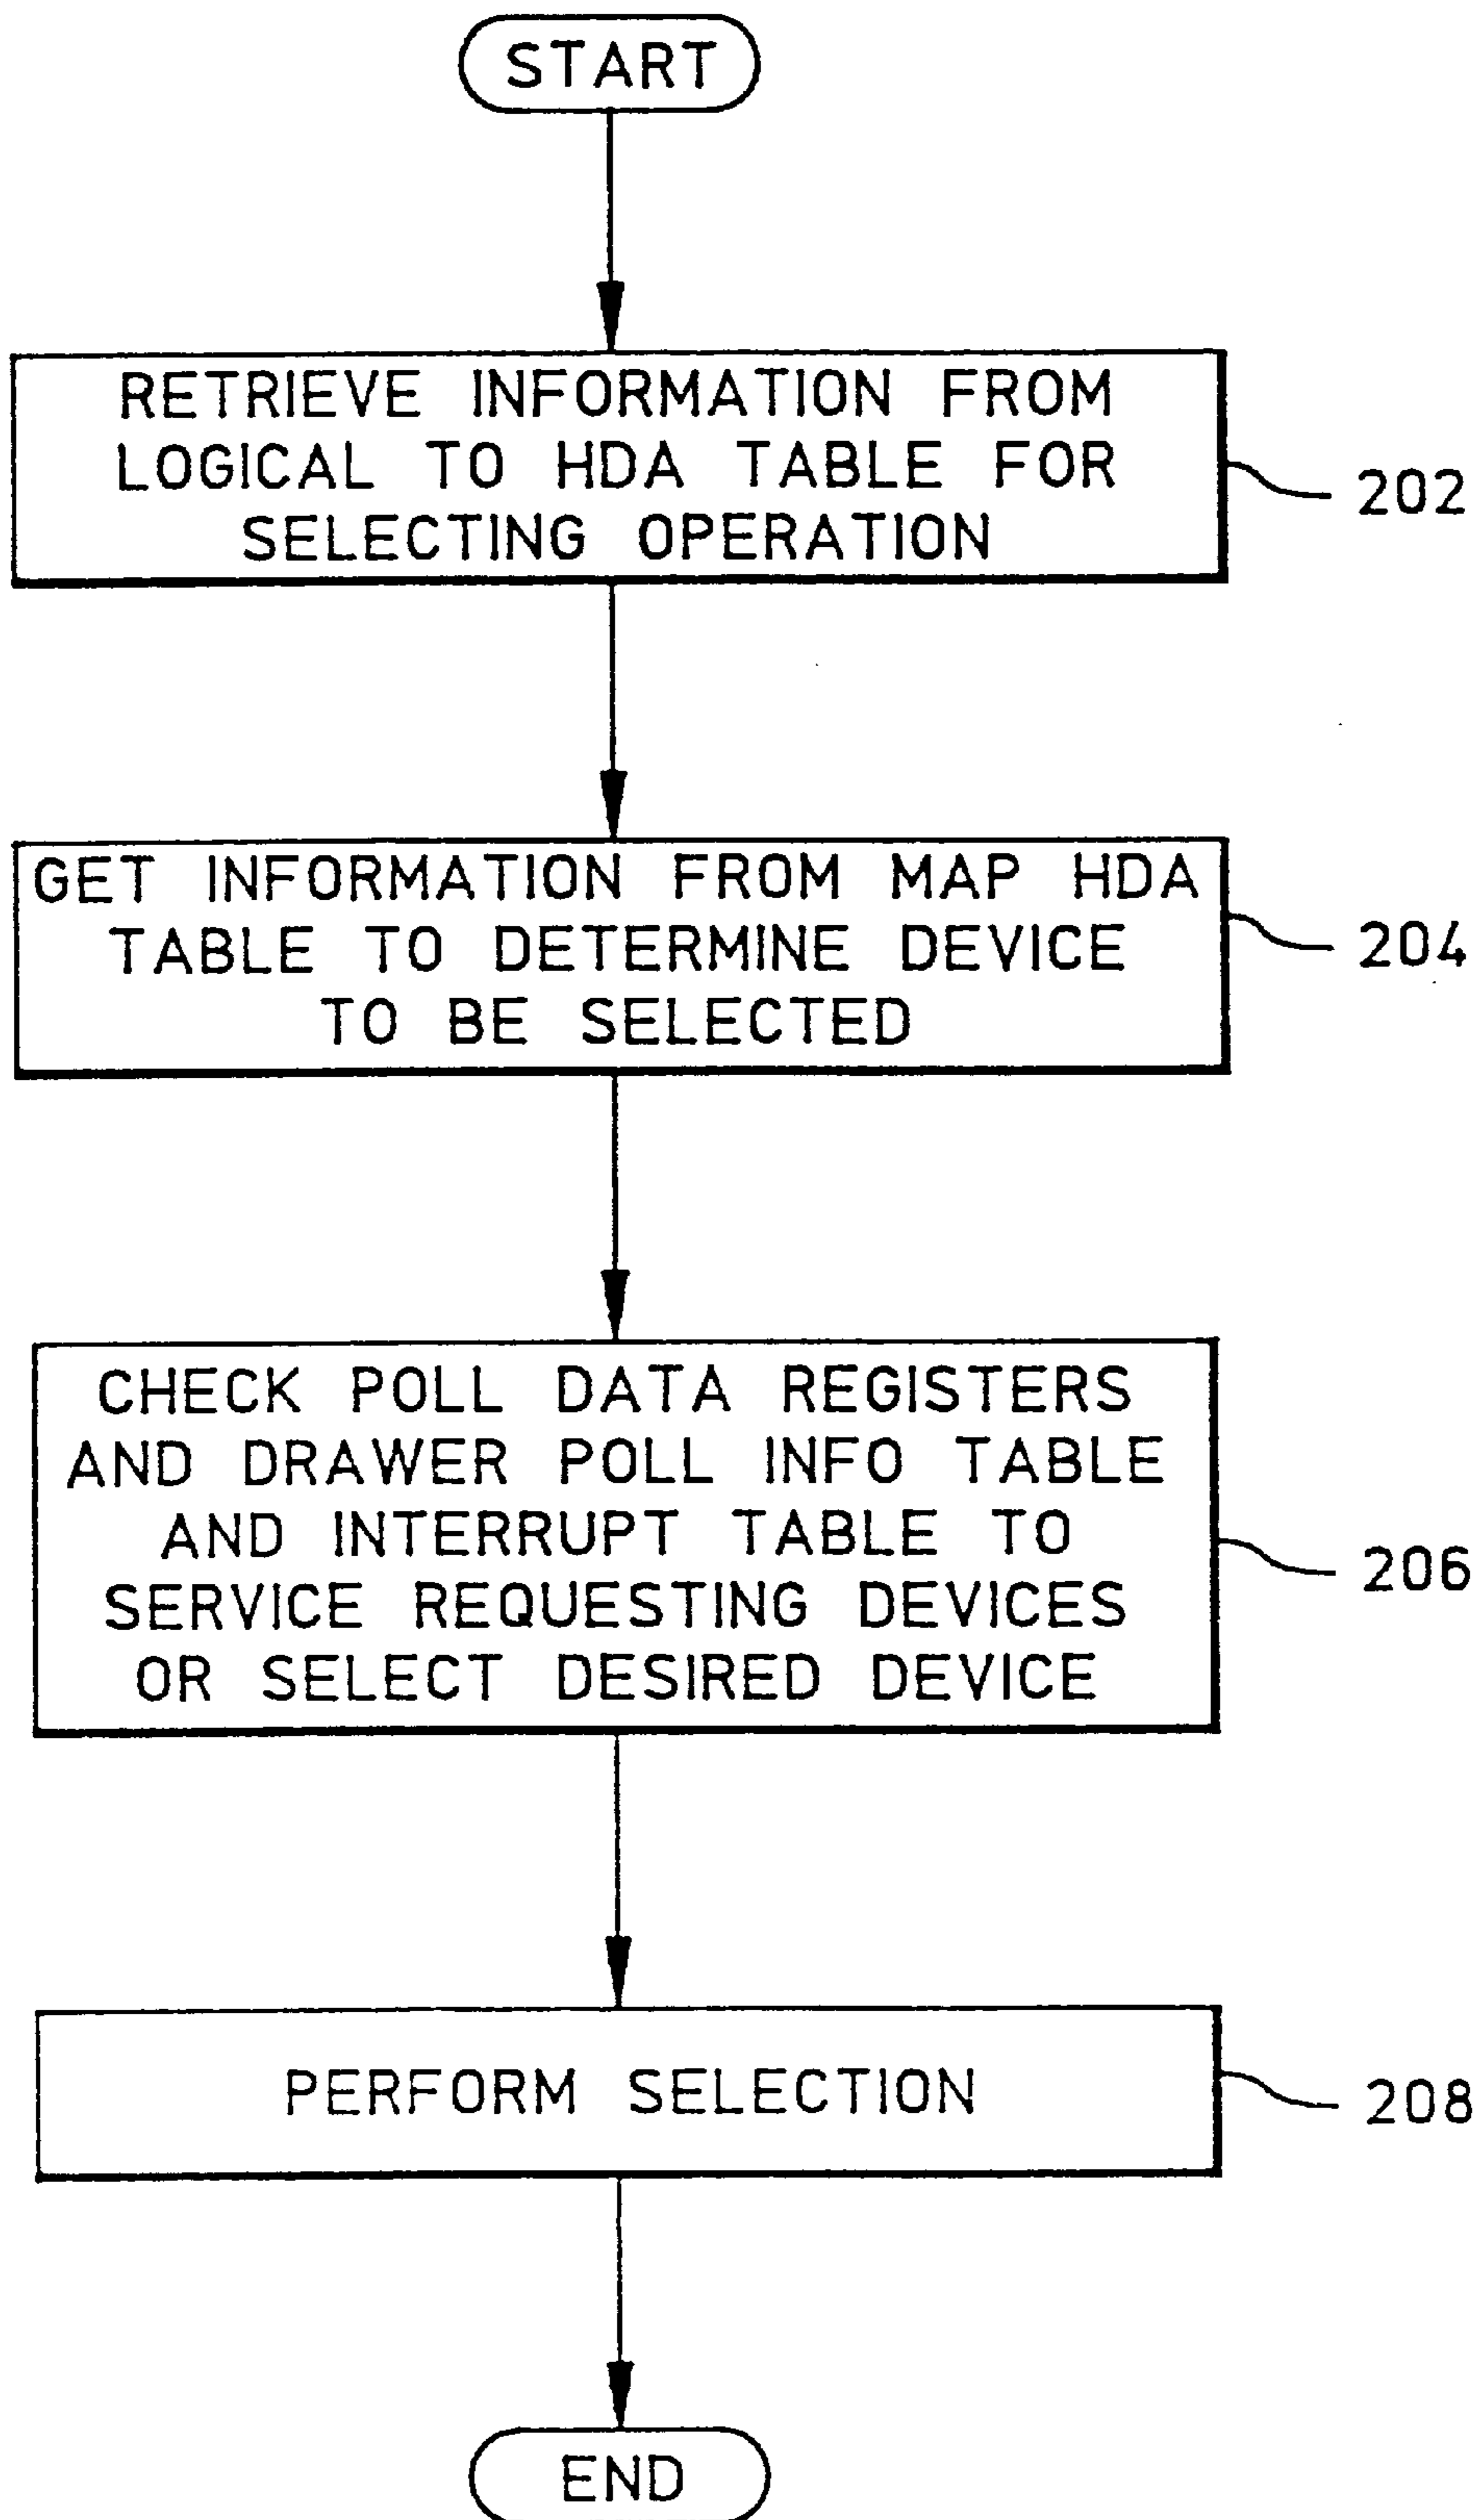 START
RETRIEVE INFORMATION FROM
LOGICAL TO HDA TABLE FOR
SELECTING OPERATION
202
GET INFORMATION FROM MAP HDA
TABLE TO DETERMINE DEVICE
TO BE SELECTED
204
CHECK POLL DATA REGISTERS
AND DRAWER POLL INFO TABLE
AND INTERRUPT TABLE TO
SERVICE REQUESTING DEVICES
OR SELECT DESIRED DEVICE
206
PERFORM SELECTION
208
END